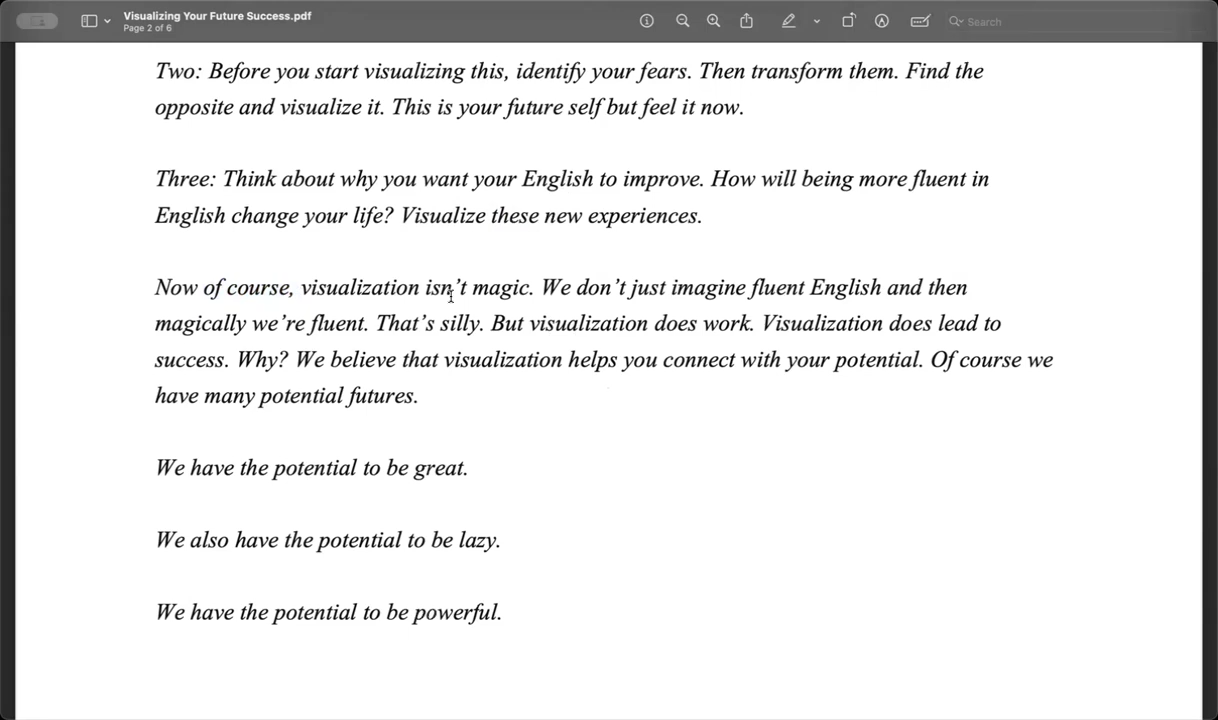 Visualizing Your Future Success.pdf
Page 2 of 6
Search
Two: Before you start visualizing this, identify your fears. Then transform them. Find the
opposite and visualize it. This is your future self but feel it now.
Three: Think about why you want your English to improve. How will being more fluent in
English change your life? Visualize these new experiences.
Now of course, visualization isn’t magic. We don’t just imagine fluent English and then
magically we’re fluent. That’s silly. But visualization does work. Visualization does lead to
success. Why? We believe that visualization helps you connect with your potential. Of course we
have many potential futures.
We have the potential to be great.
We also have the potential to be lazy.
We have the potential to be powerful.